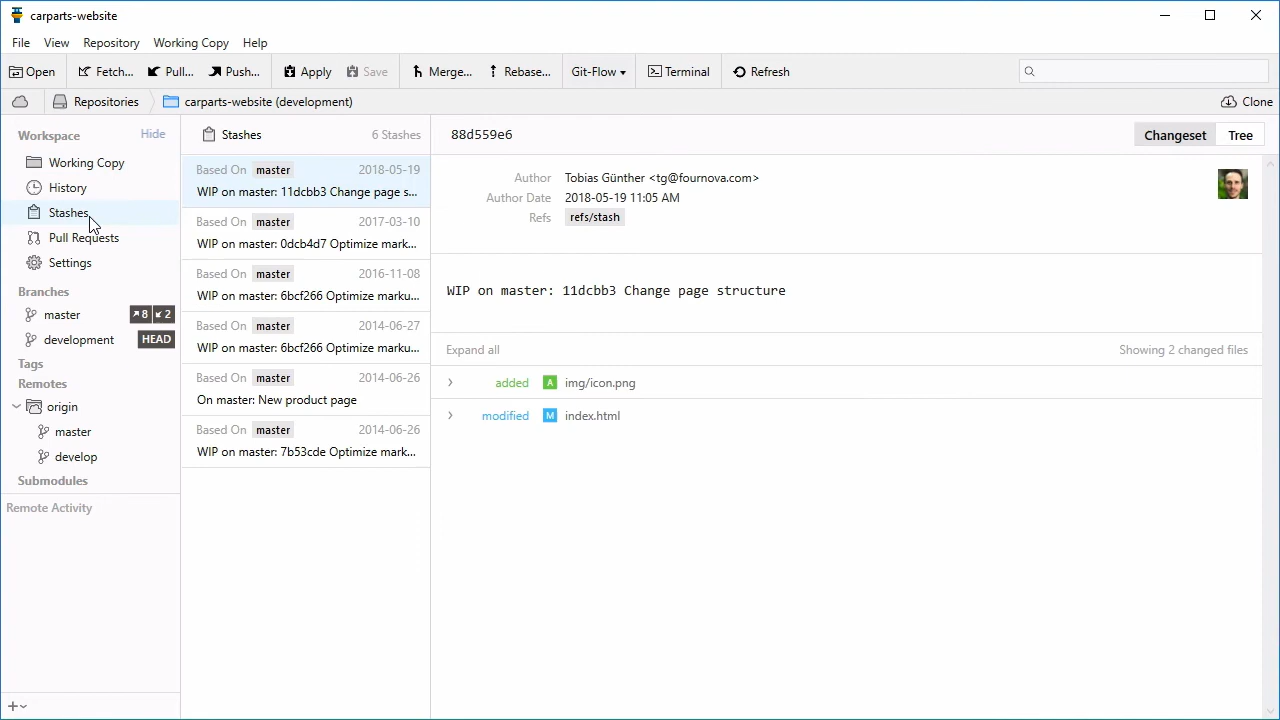 carparts-website
File View Repository Working Copy Help
Open Fetch... Pull... Push... Apply Save Merge... Rebase... Git-Flow Terminal Refresh
Repositories carparts-website (development) Clone
Workspace Hide
Working Copy
History
Stashes
Pull Requests
Settings
Branches
master 8 2
development HEAD
Tags
Remotes
origin
master
develop
Submodules
Remote Activity
Stashes 6 Stashes
Based On master 2018-05-19
WIP on master: 11dcbb3 Change page s...
Based On master 2017-03-10
WIP on master: 0dcb4d7 Optimize mark...
Based On master 2016-11-08
WIP on master: 6bcf266 Optimize marku...
Based On master 2014-06-27
WIP on master: 6bcf266 Optimize marku...
Based On master 2014-06-26
On master: New product page
Based On master 2014-06-26
WIP on master: 7b53cde Optimize mark...
88d559e6 Changeset Tree
Author Tobias Günther <tg@fournova.com>
Author Date 2018-05-19 11:05 AM
Refs refs/stash
WIP on master: 11dcbb3 Change page structure
Expand all Showing 2 changed files
added A img/icon.png
modified M index.html